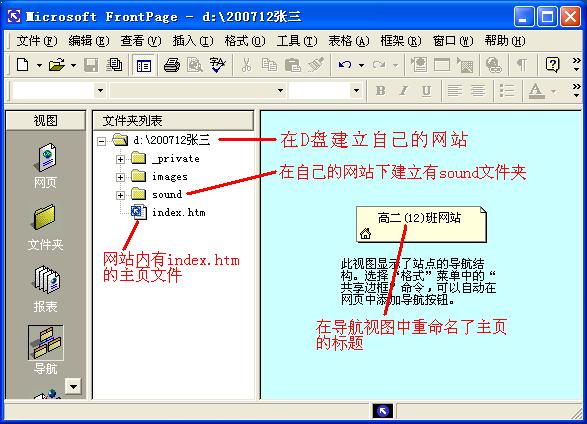 Microsoft FrontPage - d:\200712张三
文件(F) 编辑(E) 查看(V) 插入(I) 格式(O) 工具(T) 表格(A) 框架(R) 窗口(W) 帮助(H)
B I U A
视图
网页
文件夹
报表
导航
文件夹列表
d:\200712张三
_private
images
sound
index.htm
在D盘建立自己的网站
在自己的网站下建立有sound文件夹
网站内有index.htm
的主页文件
高二(12)班网站
此视图显示了站点的导航结
构。选择“格式”菜单中的“
共享边框”命令，可以自动在
网页中添加导航按钮。
在导航视图中重命名了主页
的标题